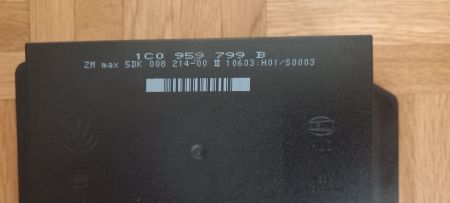 1C0 959 799 B
ZM max 5DK 008 214-00 II 10603 H01/S0003